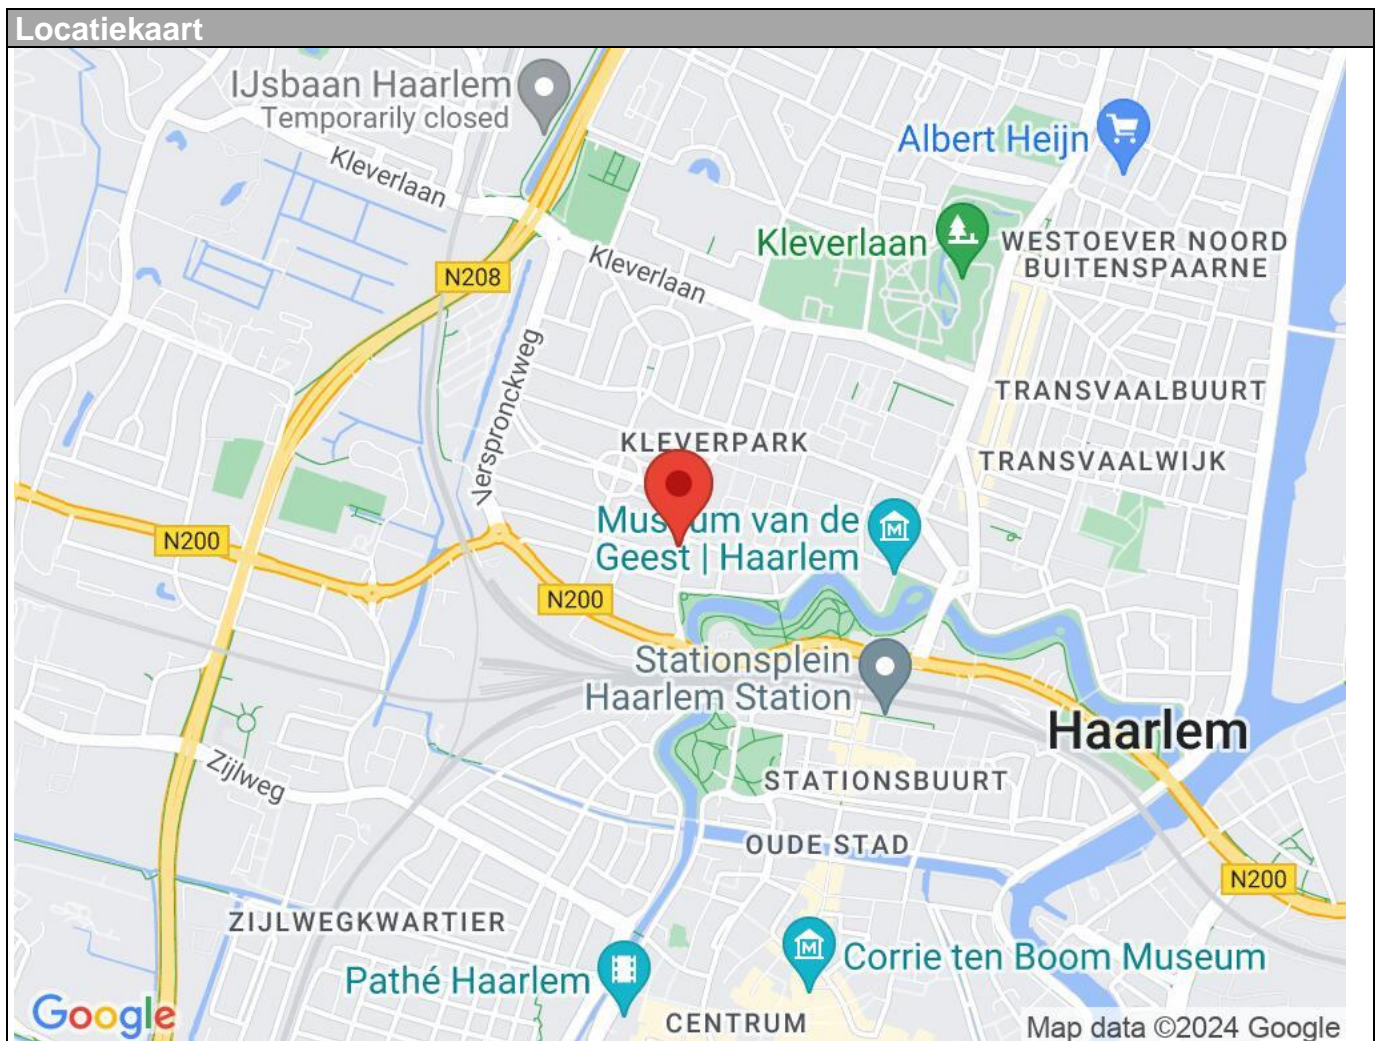 Locatiekaart
IJsbaan Haarlem
Temporarily closed
Albert Heijn
Kleverlaan
Kleverlaan
WESTOEVER NOORD
BUITENSPAARNE
Kleverlaan
N208
Verspronckweg
TRANSVAALBUURT
KLEVERPARK
TRANSVAALWIJK
Museum van de
Geest | Haarlem
N200
N200
Stationsplein
Haarlem Station
Haarlem
Zijlweg
STATIONSBUURT
OUDE STAD
N200
ZIJLWEGKWARTIER
Corrie ten Boom Museum
Pathé Haarlem
Google
CENTRUM
Map data ©2024 Google